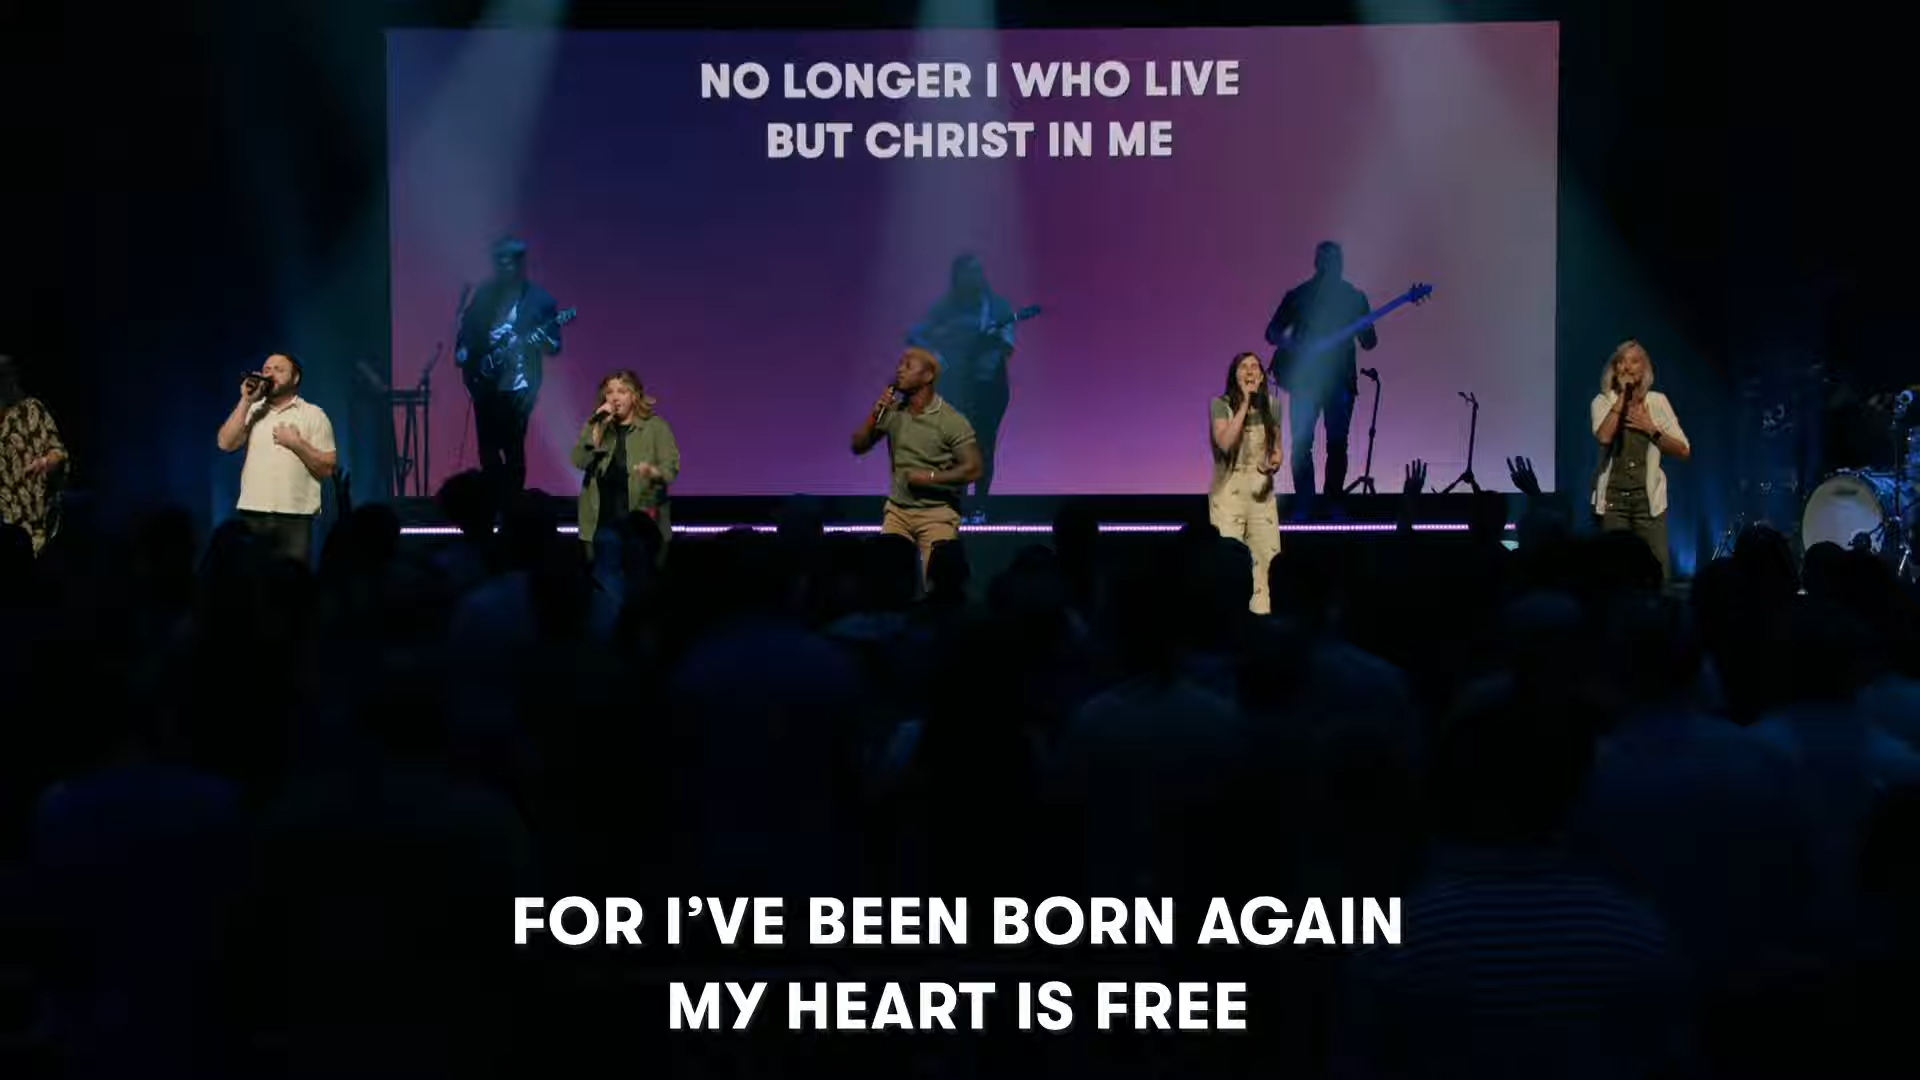 NO LONGER I WHO LIVE
BUT CHRIST IN ME
FOR I’VE BEEN BORN AGAIN
MY HEART IS FREE